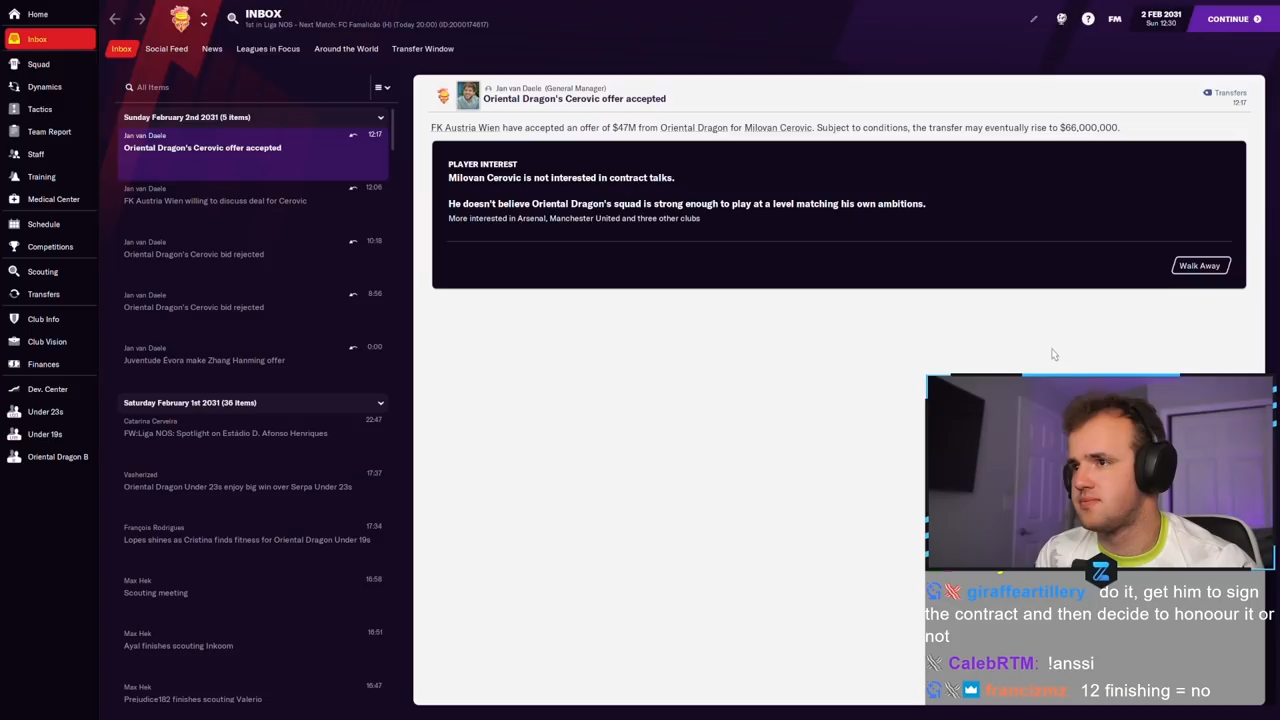 Home
Inbox
Squad
Dynamics
Tactics
Team Report
Staff
Training
Medical Center
Schedule
Competitions
Scouting
Transfers
Club Info
Club Vision
Finances
Dev. Center
Under 23s
Under 19s
Oriental Dragon B
INBOX
1st in Liga NOS - Next Match: FC Famalicão (H) (Today 20:00) (ID:2000174617)
FM
2 FEB 2031
Sun 12:30
CONTINUE
Inbox
Social Feed
News
Leagues in Focus
Around the World
Transfer Window
All Items
Sunday February 2nd 2031 (5 items)
Jan van Daele 12:17
Oriental Dragon's Cerovic offer accepted
Jan van Daele 12:06
FK Austria Wien willing to discuss deal for Cerovic
Jan van Daele 10:18
Oriental Dragon's Cerovic bid rejected
Jan van Daele 8:56
Oriental Dragon's Cerovic bid rejected
Jan van Daele 0:00
Juventude Évora make Zhang Hanming offer
Saturday February 1st 2031 (36 items)
Catarina Cerveira 22:47
FW:Liga NOS: Spotlight on Estádio D. Afonso Henriques
Vasherized 17:37
Oriental Dragon Under 23s enjoy big win over Serpa Under 23s
François Rodrigues 17:34
Lopes shines as Cristina finds fitness for Oriental Dragon Under 19s
Max Hek 16:58
Scouting meeting
Max Hek 16:51
Ayal finishes scouting Inkoom
Max Hek 16:47
Prejudice182 finishes scouting Valerio
Jan van Daele (General Manager)
Oriental Dragon's Cerovic offer accepted
Transfers
12:17
FK Austria Wien have accepted an offer of $47M from Oriental Dragon for Milovan Cerovic. Subject to conditions, the transfer may eventually rise to $66,000,000.
PLAYER INTEREST
Milovan Cerovic is not interested in contract talks.
He doesn't believe Oriental Dragon's squad is strong enough to play at a level matching his own ambitions.
More interested in Arsenal, Manchester United and three other clubs
Walk Away
giraffeartillery do it, get him to sign
the contract and then decide to honoour it or
not
CalebRTM: !anssi
francizmz 12 finishing = no